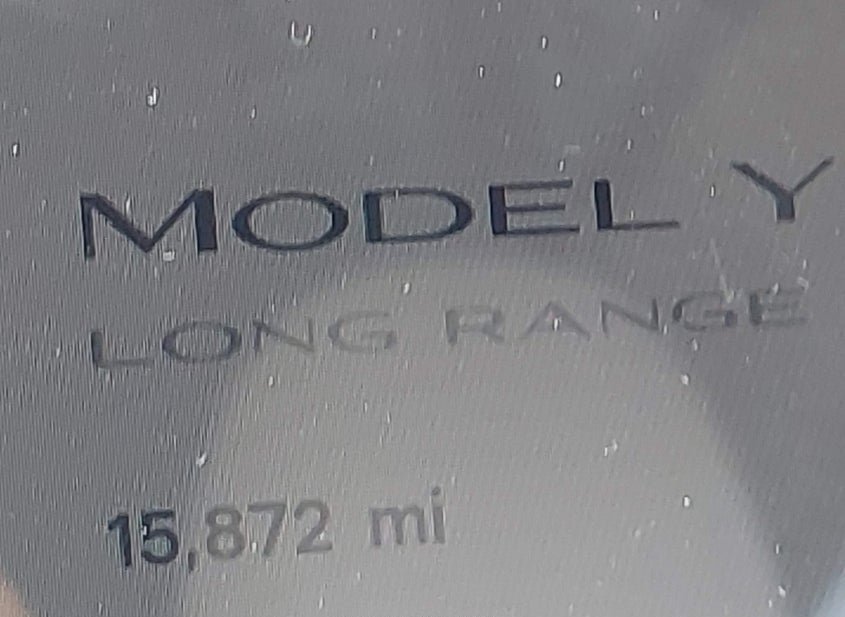 MODEL Y
LONG RANGE
15,872 mi